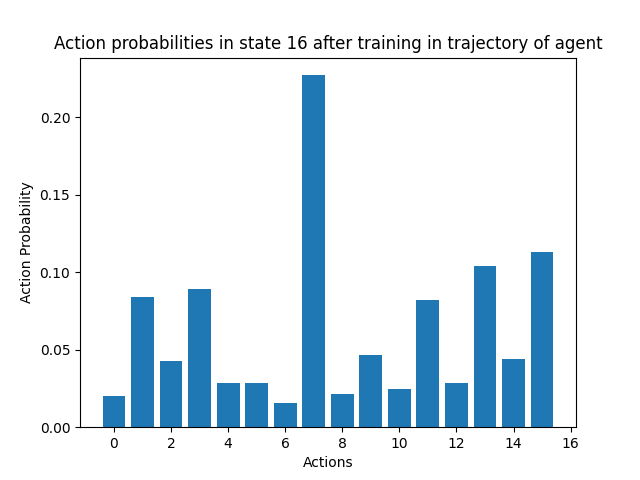 Action probabilities in state 16 after training in trajectory of agent
0.20
0.15
0.10
0.05
0.00
Action Probability
0 2 4 6 8 10 12 14 16
Actions